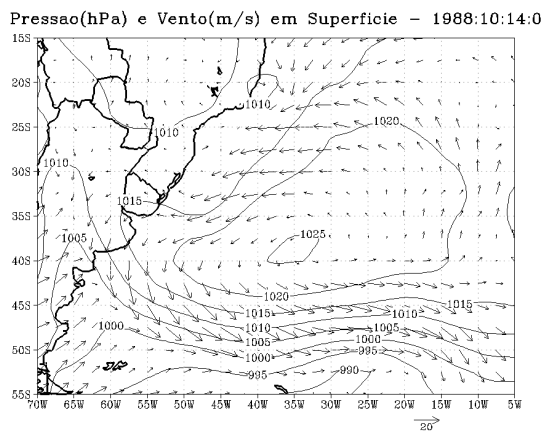 Pressao(hPa) e Vento(m/s) em Superficie − 1988:10:14:0
15S
20S
1010
1010
1020
25S
1010
30S
1015
35S
1005
1025
40S
1020
1015
45S
1015
1010
1000
1010
1005
1005
1000
50S
1000
995
995
990
55S
70W 65W 60W 55W 50W 45W 40W 35W 30W 25W 20W 15W 10W 5W
20